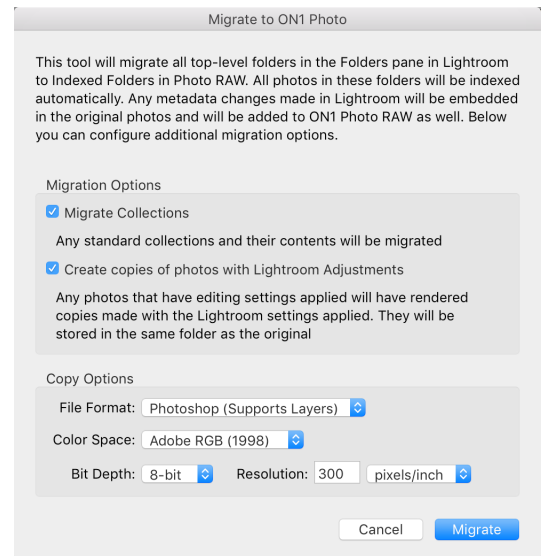 Migrate to ON1 Photo
This tool will migrate all top-level folders in the Folders pane in Lightroom
to Indexed Folders in Photo RAW. All photos in these folders will be indexed
automatically. Any metadata changes made in Lightroom will be embedded
in the original photos and will be added to ON1 Photo RAW as well. Below
you can configure additional migration options.
Migration Options
Migrate Collections
Any standard collections and their contents will be migrated
Create copies of photos with Lightroom Adjustments
Any photos that have editing settings applied will have rendered
copies made with the Lightroom settings applied. They will be
stored in the same folder as the original
Copy Options
File Format: Photoshop (Supports Layers)
Color Space: Adobe RGB (1998)
Bit Depth: 8-bit Resolution: 300 pixels/inch
Cancel Migrate